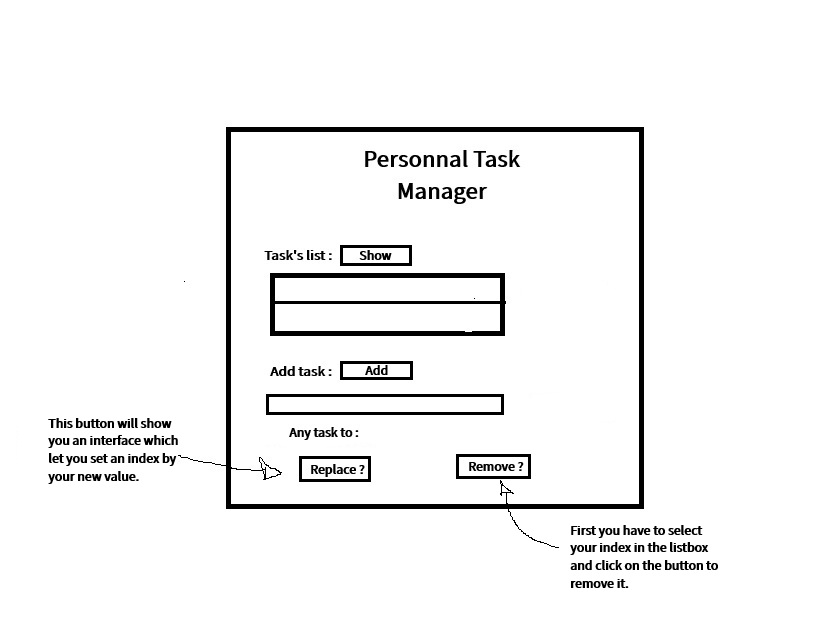 Personnal Task
Manager
Task's list : Show
Add task : Add
Any task to :
Replace ?
Remove ?
This button will show
you an interface which
let you set an index by
your new value.
First you have to select
your index in the listbox
and click on the button to
remove it.